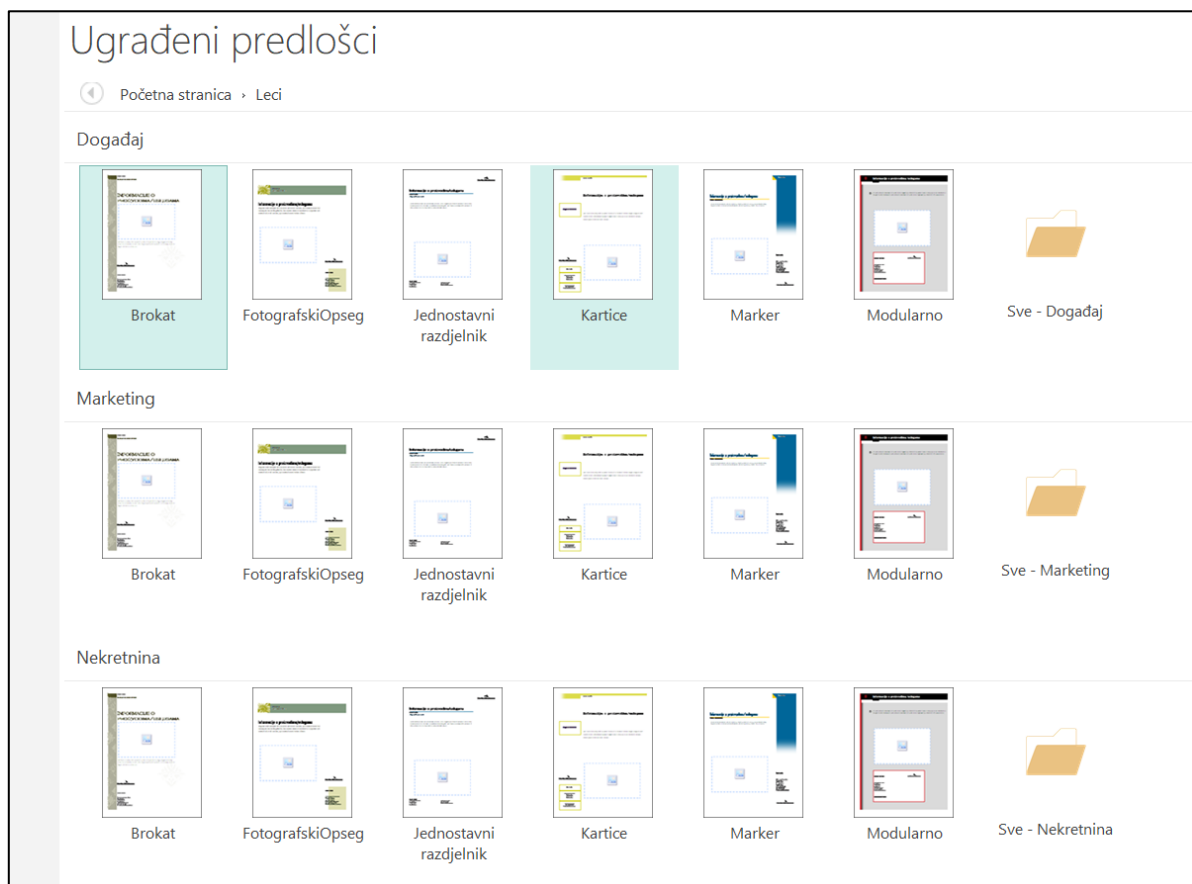 Ugrađeni predlošci
Početna stranica › Leci
Događaj
Brokat
FotografskiOpseg
Jednostavni
razdjelnik
Kartice
Marker
Modularno
Sve - Događaj
Marketing
Brokat
FotografskiOpseg
Jednostavni
razdjelnik
Kartice
Marker
Modularno
Sve - Marketing
Nekretnina
Brokat
FotografskiOpseg
Jednostavni
razdjelnik
Kartice
Marker
Modularno
Sve - Nekretnina